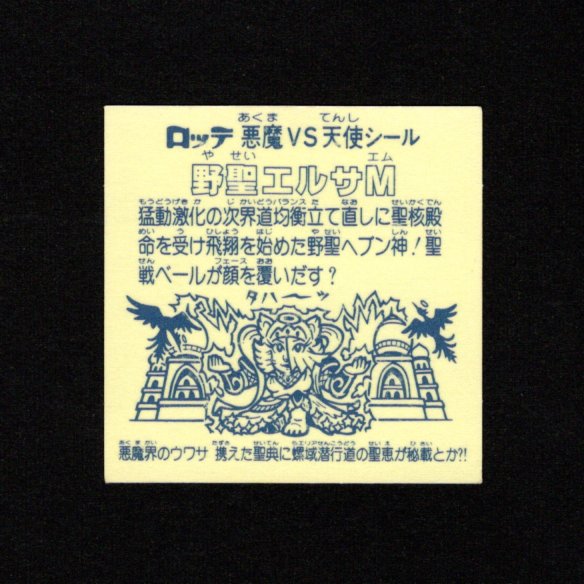 あくま てんし
ロッテ 悪魔VS天使シール
やせい エム
野聖エルサM
もうどうげきか じかいどうバランス た なお せいかくでん
猛動激化の次界道均衡立て直しに聖核殿
めい う ひしょう はじ やせい しん せい
命を受け飛翔を始めた野聖ヘブン神！聖
せん フェース おお
戦ベールが顔を覆いだす？
タハーッ
あくまかい たずさ せいてん らエリアせんこうどう せいえ ひさい
悪魔界のウワサ 携えた聖典に螺域潜行道の聖恵が秘載とか?!